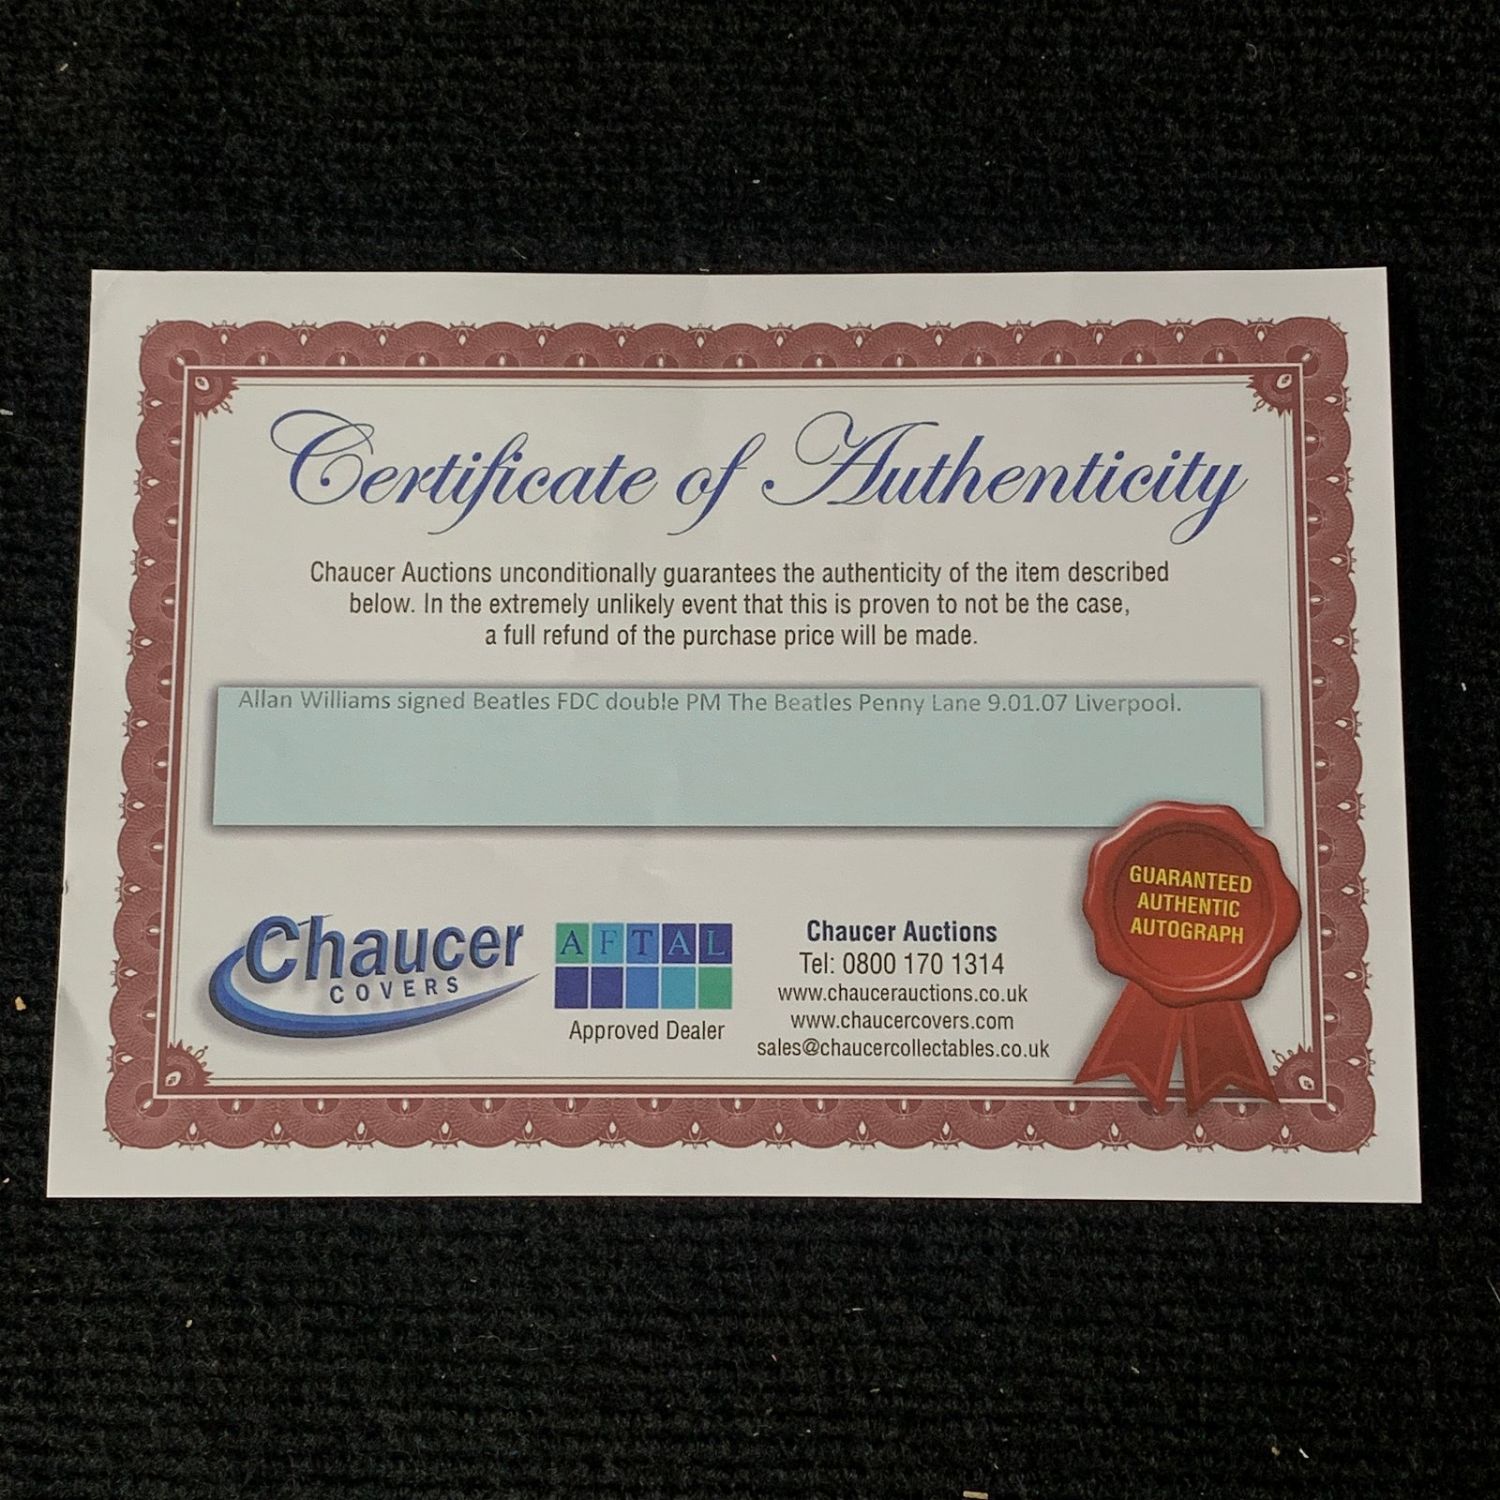 Certificate of Authenticity
Chaucer Auctions unconditionally guarantees the authenticity of the item described
below. In the extremely unlikely event that this is proven to not be the case,
a full refund of the purchase price will be made.
Allan Williams signed Beatles FDC double PM The Beatles Penny Lane 9.01.07 Liverpool.
GUARANTEED
AUTHENTIC
AUTOGRAPH
Chaucer
COVERS
AFTAL
Approved Dealer
Chaucer Auctions
Tel: 0800 170 1314
www.chaucerauctions.co.uk
www.chaucercovers.com
sales@chaucercollectables.co.uk